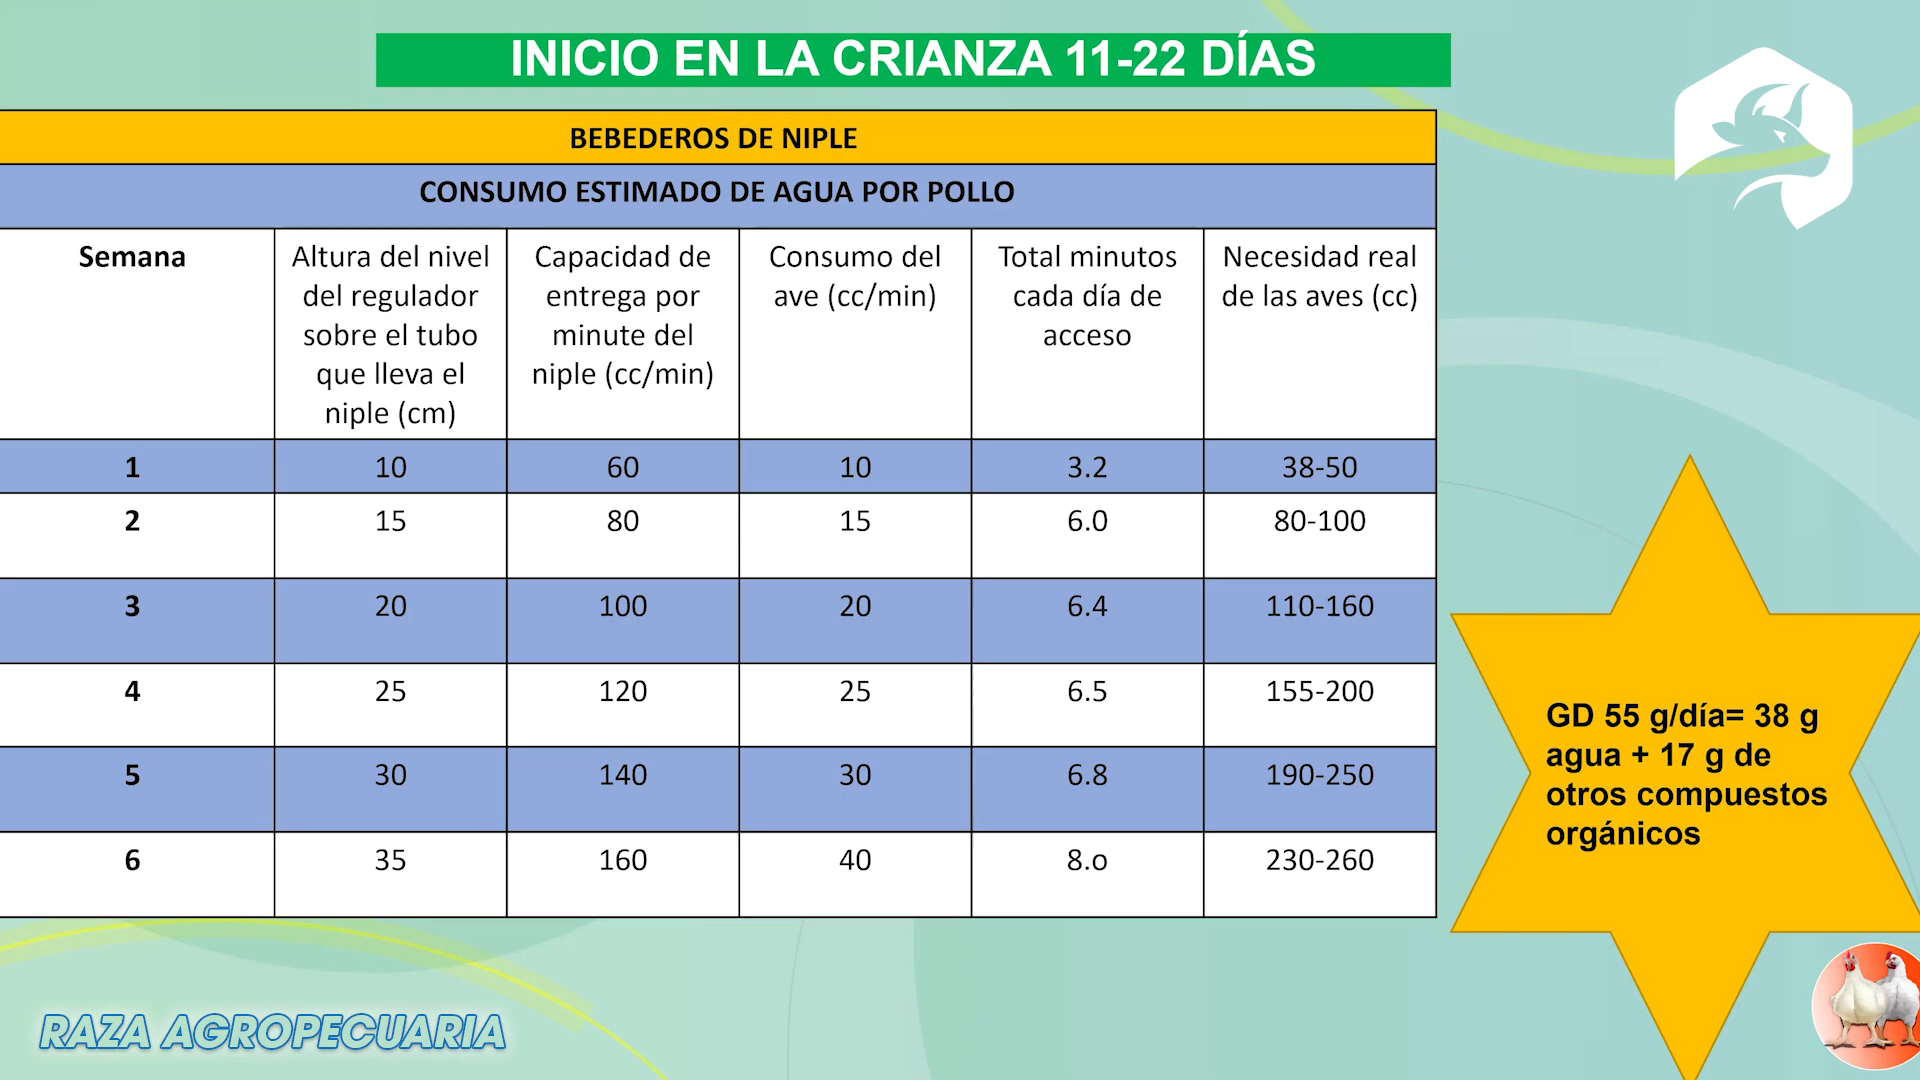 INICIO EN LA CRIANZA 11-22 DÍAS
BEBEDEROS DE NIPLE
CONSUMO ESTIMADO DE AGUA POR POLLO
Semana
Altura del nivel
del regulador
sobre el tubo
que lleva el
niple (cm)
Capacidad de
entrega por
minute del
niple (cc/min)
Consumo del
ave (cc/min)
Total minutos
cada día de
acceso
Necesidad real
de las aves (cc)
1 10 60 10 3.2 38-50
2 15 80 15 6.0 80-100
3 20 100 20 6.4 110-160
4 25 120 25 6.5 155-200
5 30 140 30 6.8 190-250
6 35 160 40 8.o 230-260
GD 55 g/día= 38 g
agua + 17 g de
otros compuestos
orgánicos
RAZA AGROPECUARIA